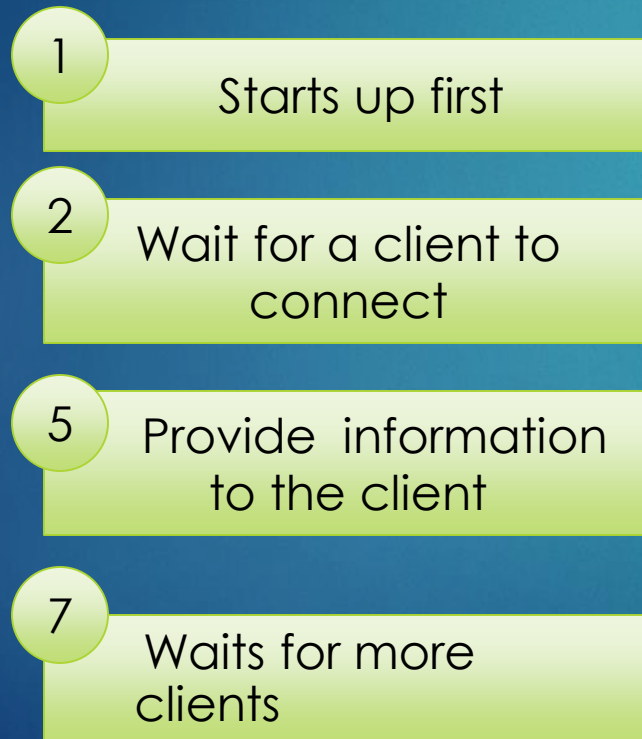 1
Starts up first
2
Wait for a client to
connect
5
Provide information
to the client
7
Waits for more
clients